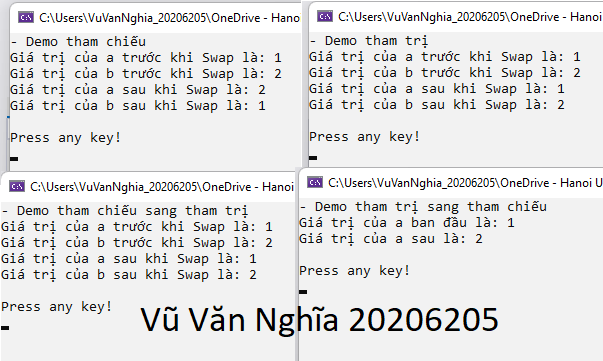 C:\Users\VuVanNghia_20206205\OneDrive - Hanoi
- Demo tham chiếu
Giá trị của a trước khi Swap là: 1
Giá trị của b trước khi Swap là: 2
Giá trị của a sau khi Swap là: 2
Giá trị của b sau khi Swap là: 1
Press any key!
C:\Users\VuVanNghia_20206205\OneDrive - Hanoi
- Demo tham trị
Giá trị của a trước khi Swap là: 1
Giá trị của b trước khi Swap là: 2
Giá trị của a sau khi Swap là: 1
Giá trị của b sau khi Swap là: 2
Press any key!
C:\Users\VuVanNghia_20206205\OneDrive - Hanoi
- Demo tham chiếu sang tham trị
Giá trị của a trước khi Swap là: 1
Giá trị của b trước khi Swap là: 2
Giá trị của a sau khi Swap là: 1
Giá trị của b sau khi Swap là: 2
Press any key!
C:\Users\VuVanNghia_20206205\OneDrive - Hanoi U
- Demo tham trị sang tham chiếu
Giá trị của a ban đầu là: 1
Giá trị của a sau là: 2
Press any key!
Vũ Văn Nghĩa 20206205